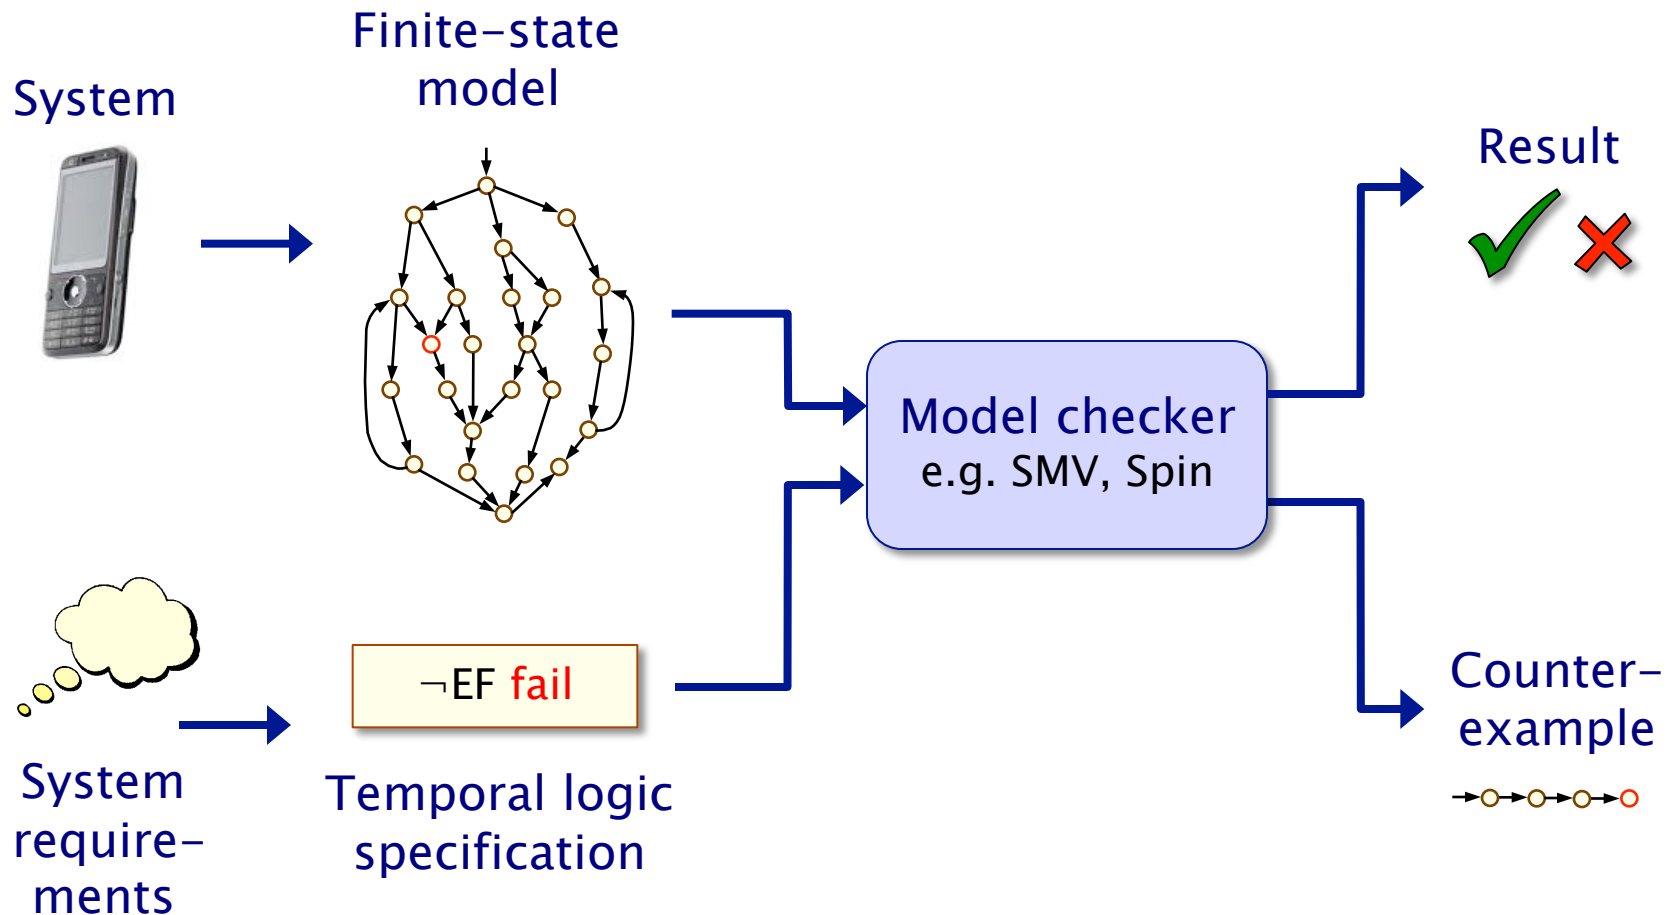 System
Finite-state
model
Result
Model checker
e.g. SMV, Spin
¬EF fail
System
require-
ments
Temporal logic
specification
Counter-
example